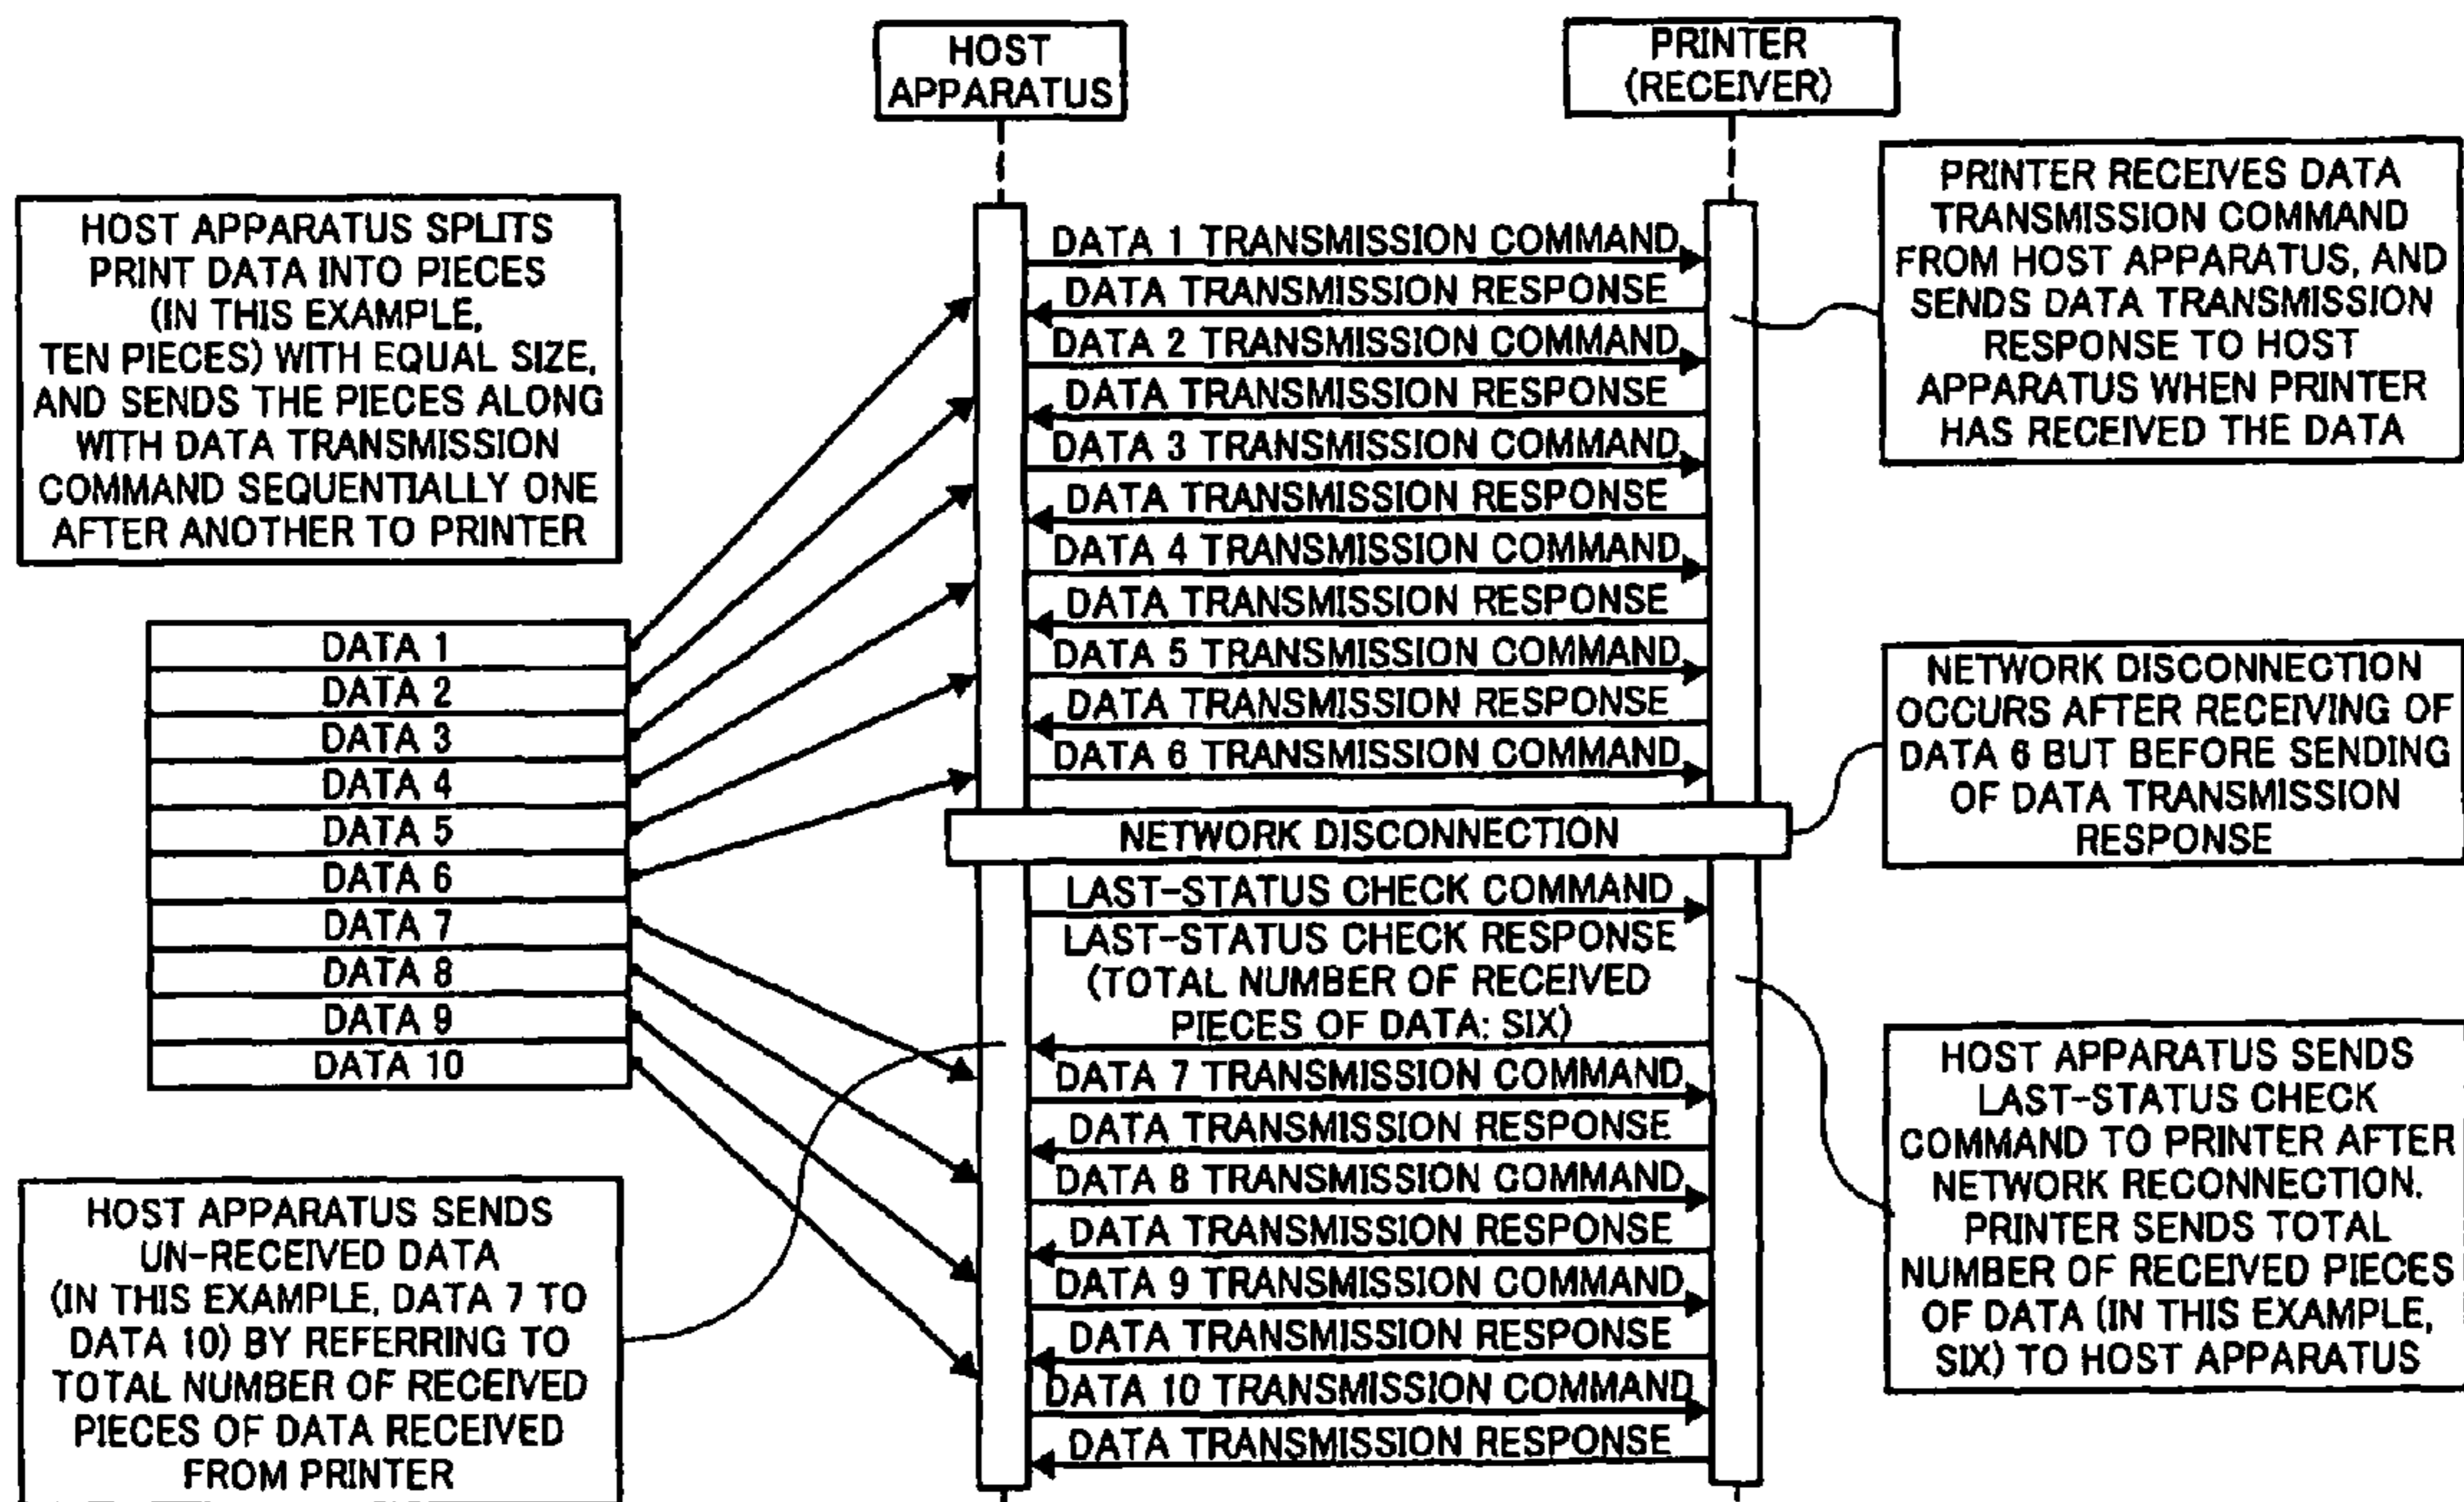 HOST
APPARATUS
PRINTER
(RECEIVER)
HOST APPARATUS SPLITS
PRINT DATA INTO PIECES
(IN THIS EXAMPLE,
TEN PIECES) WITH EQUAL SIZE,
AND SENDS THE PIECES ALONG
WITH DATA TRANSMISSION
COMMAND SEQUENTIALLY ONE
AFTER ANOTHER TO PRINTER
DATA 1
DATA 2
DATA 3
DATA 4
DATA 5
DATA 6
DATA 7
DATA 8
DATA 9
DATA 10
HOST APPARATUS SENDS
UN-RECEIVED DATA
(IN THIS EXAMPLE, DATA 7 TO
DATA 10) BY REFERRING TO
TOTAL NUMBER OF RECEIVED
PIECES OF DATA RECEIVED
FROM PRINTER
DATA 1 TRANSMISSION COMMAND
DATA TRANSMISSION RESPONSE
DATA 2 TRANSMISSION COMMAND
DATA TRANSMISSION RESPONSE
DATA 3 TRANSMISSION COMMAND
DATA TRANSMISSION RESPONSE
DATA 4 TRANSMISSION COMMAND
DATA TRANSMISSION RESPONSE
DATA 5 TRANSMISSION COMMAND
DATA TRANSMISSION RESPONSE
DATA 6 TRANSMISSION COMMAND
NETWORK DISCONNECTION
LAST-STATUS CHECK COMMAND
LAST-STATUS CHECK RESPONSE
(TOTAL NUMBER OF RECEIVED
PIECES OF DATA: SIX)
DATA 7 TRANSMISSION COMMAND
DATA TRANSMISSION RESPONSE
DATA 8 TRANSMISSION COMMAND
DATA TRANSMISSION RESPONSE
DATA 9 TRANSMISSION COMMAND
DATA TRANSMISSION RESPONSE
DATA 10 TRANSMISSION COMMAND
DATA TRANSMISSION RESPONSE
PRINTER RECEIVES DATA
TRANSMISSION COMMAND
FROM HOST APPARATUS, AND
SENDS DATA TRANSMISSION
RESPONSE TO HOST
APPARATUS WHEN PRINTER
HAS RECEIVED THE DATA
NETWORK DISCONNECTION
OCCURS AFTER RECEIVING OF
DATA 6 BUT BEFORE SENDING
OF DATA TRANSMISSION
RESPONSE
HOST APPARATUS SENDS
LAST-STATUS CHECK
COMMAND TO PRINTER AFTER
NETWORK RECONNECTION.
PRINTER SENDS TOTAL
NUMBER OF RECEIVED PIECES
OF DATA (IN THIS EXAMPLE,
SIX) TO HOST APPARATUS